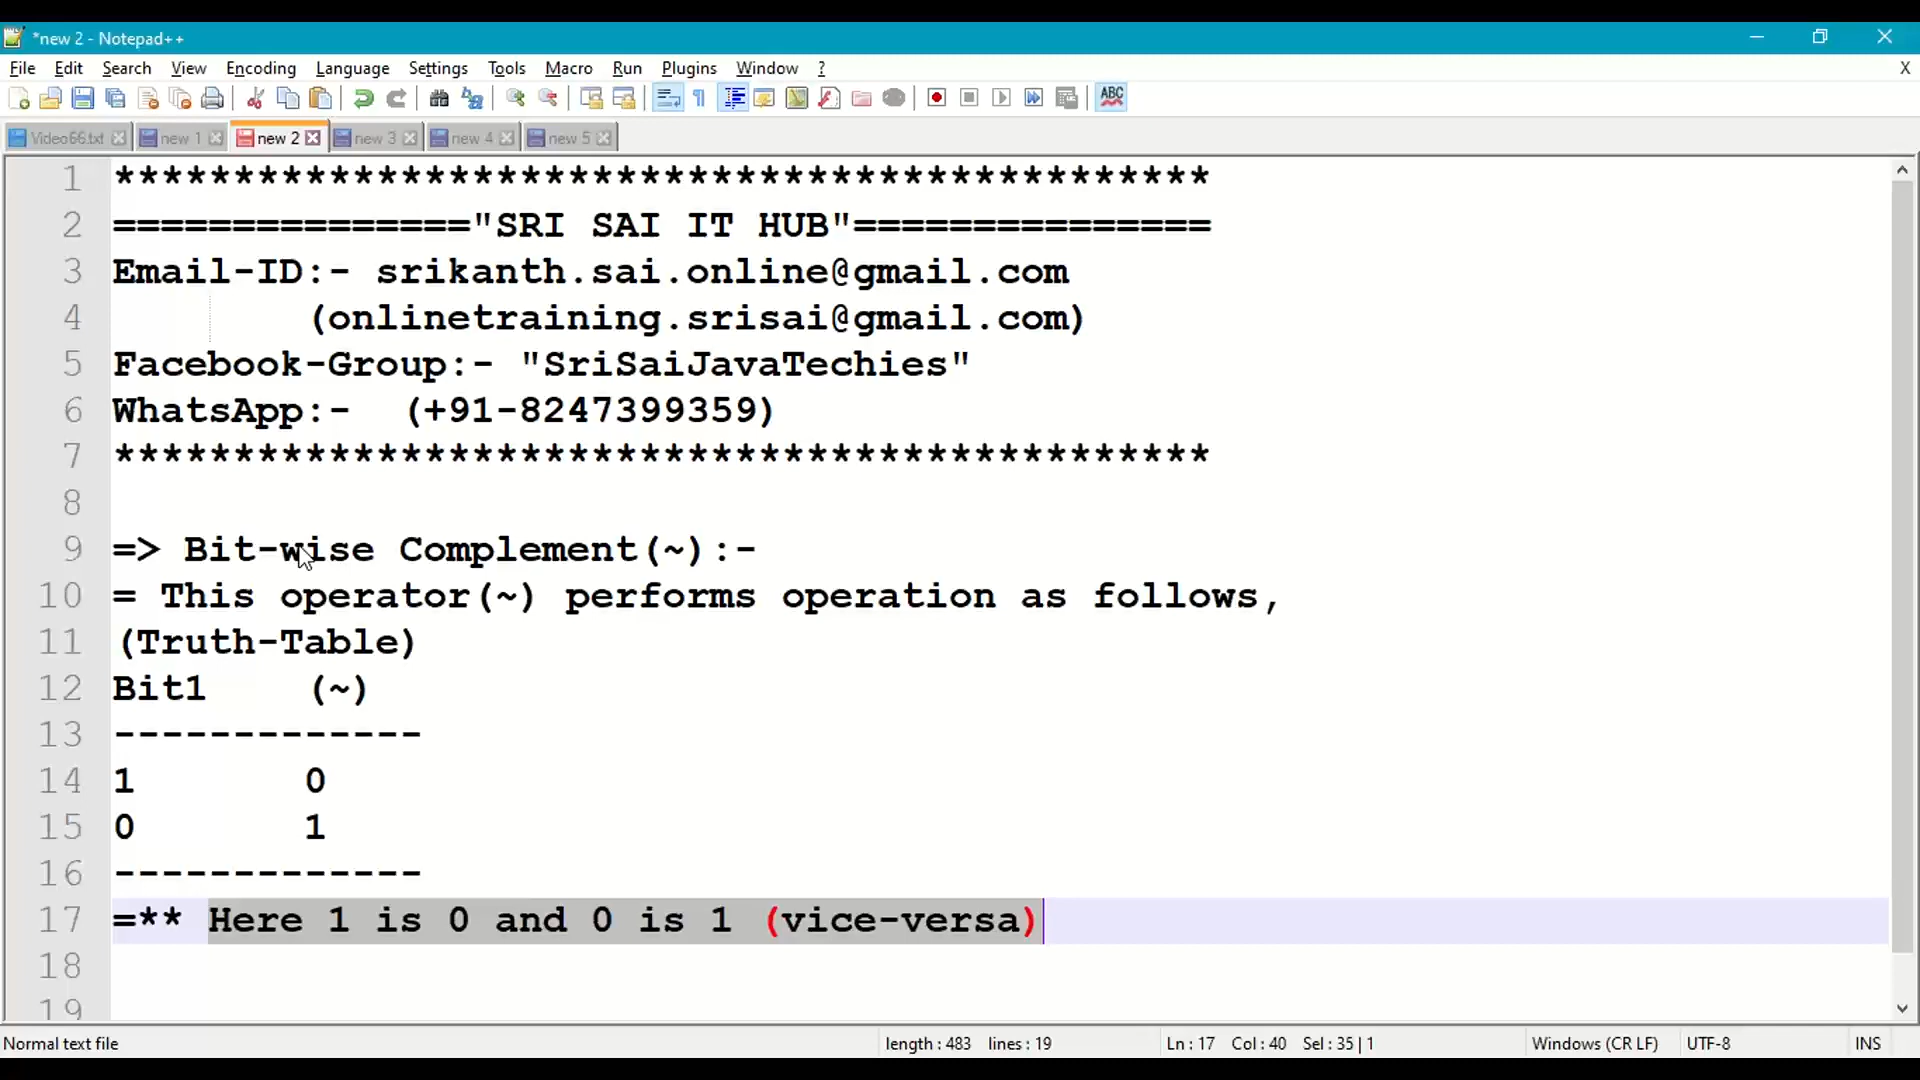 *new 2 - Notepad++
File Edit Search View Encoding Language Settings Tools Macro Run Plugins Window ? X
ABC
Video66.txt new 1 new 2 new 3 new 4 new 5
1 **********************************************
2 ==============="SRI SAI IT HUB"===============
3 Email-ID:- srikanth.sai.online@gmail.com
4 (onlinetraining.srisai@gmail.com)
5 Facebook-Group:- "SriSaiJavaTechies"
6 WhatsApp:- (+91-8247399359)
7 **********************************************
8
9 => Bit-wise Complement(~):-
10 = This operator(~) performs operation as follows,
11 (Truth-Table)
12 Bit1 (~)
13 -------------
14 1 0
15 0 1
16 -------------
17 =** Here 1 is 0 and 0 is 1 (vice-versa)
18
19
Normal text file length : 483 lines : 19 Ln : 17 Col : 40 Sel : 35 | 1 Windows (CR LF) UTF-8 INS